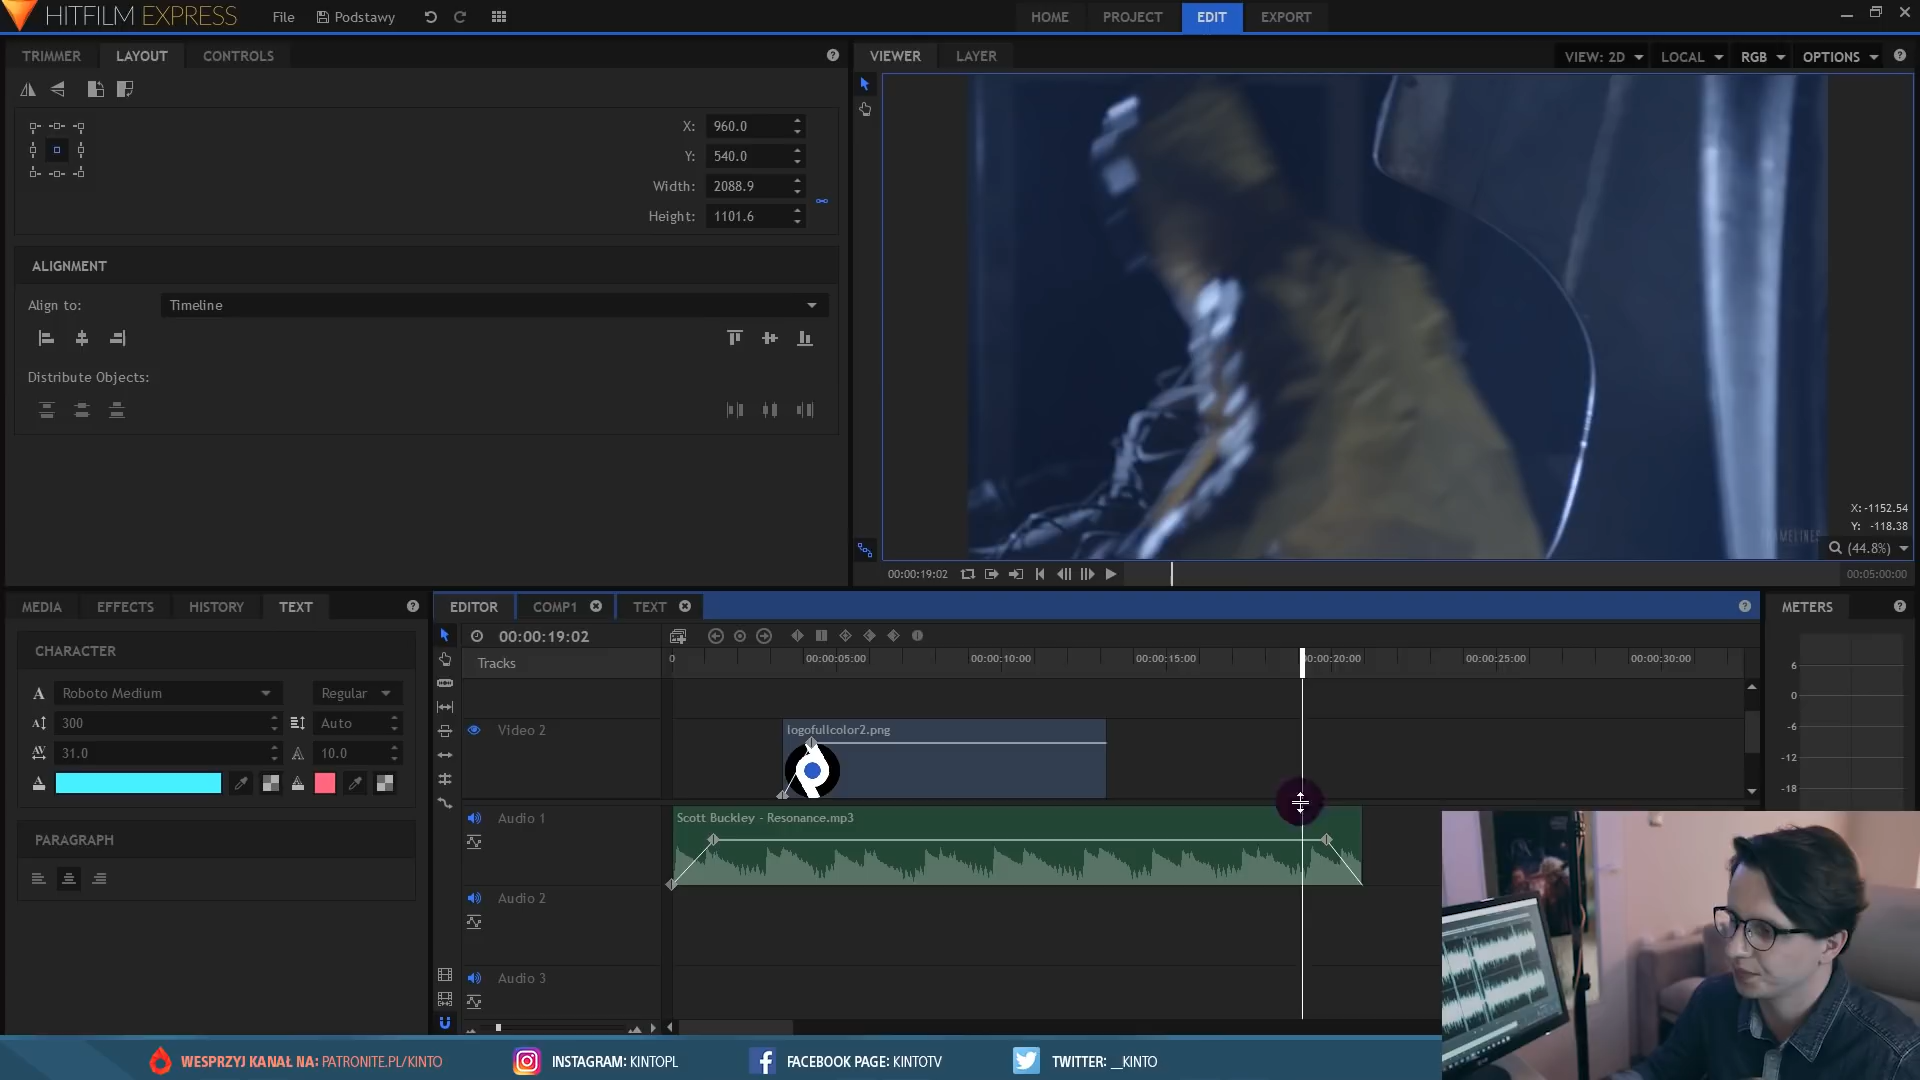 HITFILM EXPRESS
File
Podstawy
HOME
PROJECT
EDIT
EXPORT
TRIMMER
LAYOUT
CONTROLS
VIEWER
LAYER
VIEW: 2D
LOCAL
RGB
OPTIONS
X: 960.0
Y: 540.0
Width: 2088.9
Height: 1101.6
ALIGNMENT
Align to: Timeline
Distribute Objects:
X: -1152.54
Y: -118.38
(44.8%)
FRAMELINES
00:00:19:02
00:05:00:00
MEDIA
EFFECTS
HISTORY
TEXT
EDITOR
COMP1
TEXT
METERS
CHARACTER
Roboto Medium
Regular
300
Auto
31.0
10.0
PARAGRAPH
00:00:19:02
Tracks
0
00:00:05:00
00:00:10:00
00:00:15:00
00:00:20:00
00:00:25:00
00:00:30:00
Video 2
logofullcolor2.png
Audio 1
Scott Buckley - Resonance.mp3
Audio 2
Audio 3
6
0
-6
-12
-18
WESPRZYJ KANAŁ NA: PATRONITE.PL/KINTO
INSTAGRAM: KINTOPL
FACEBOOK PAGE: KINTOTV
TWITTER: __KINTO